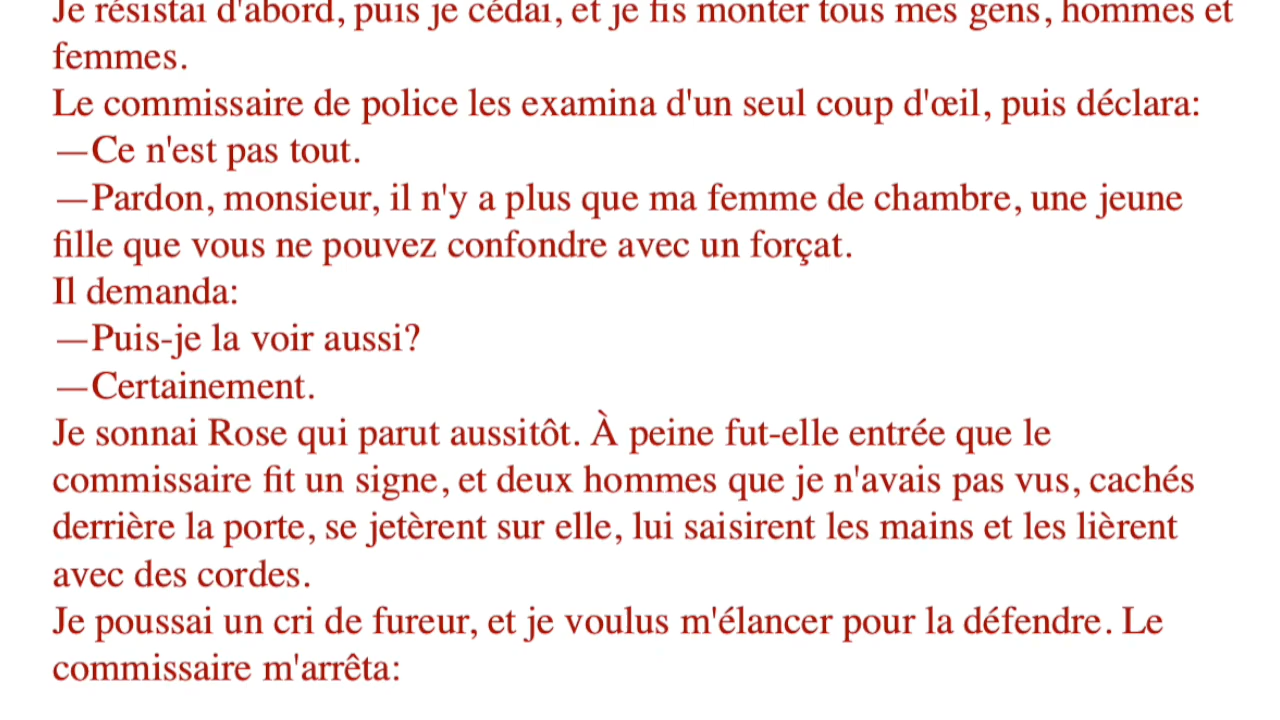 Je résistai d'abord, puis je cédai, et je fis monter tous mes gens, hommes et
femmes.
Le commissaire de police les examina d'un seul coup d'œil, puis déclara:
—Ce n'est pas tout.
—Pardon, monsieur, il n'y a plus que ma femme de chambre, une jeune
fille que vous ne pouvez confondre avec un forçat.
Il demanda:
—Puis-je la voir aussi?
—Certainement.
Je sonnai Rose qui parut aussitôt. À peine fut-elle entrée que le
commissaire fit un signe, et deux hommes que je n'avais pas vus, cachés
derrière la porte, se jetèrent sur elle, lui saisirent les mains et les lièrent
avec des cordes.
Je poussai un cri de fureur, et je voulus m'élancer pour la défendre. Le
commissaire m'arrêta: